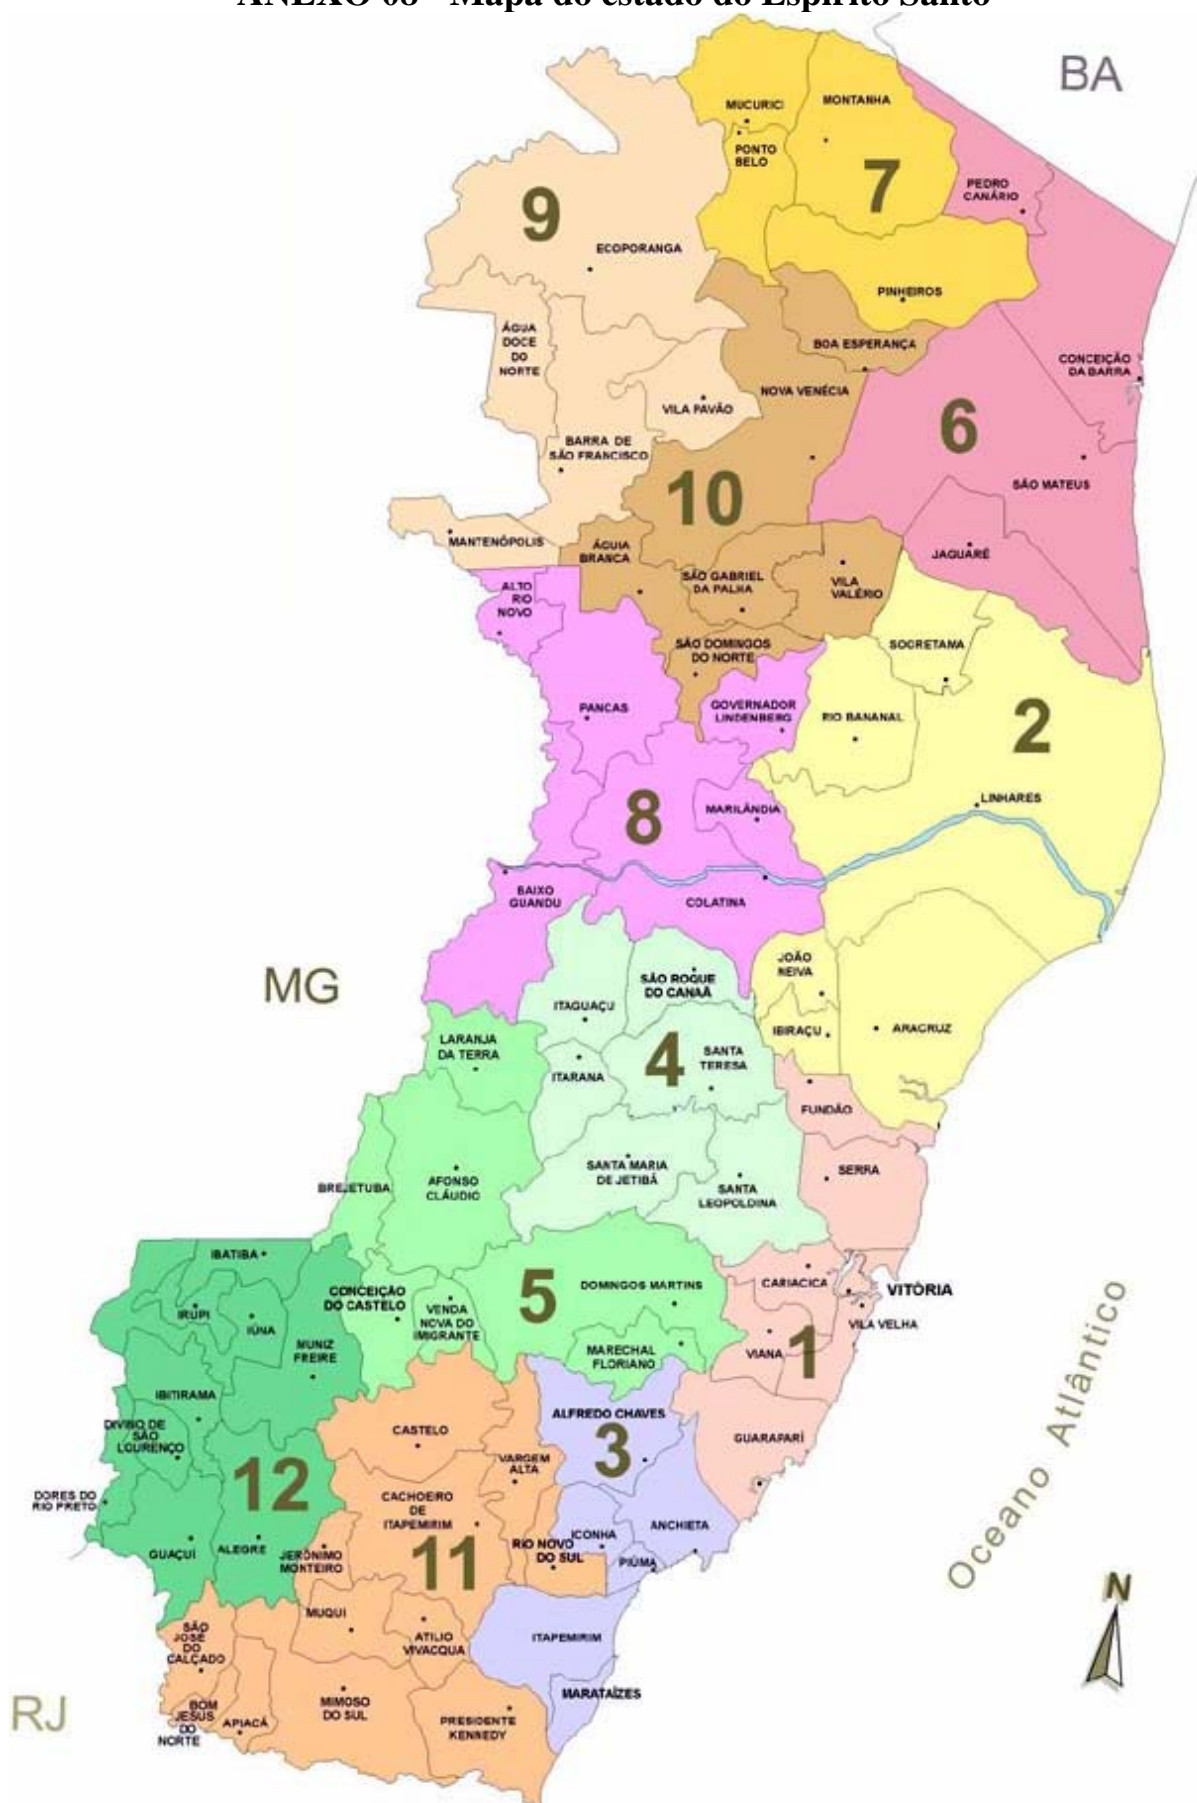 ANEXO 08 - Mapa do estado do Espírito Santo
BA
MUCURICI
MONTANHA
PONTO
BELO
7
PEDRO
CANÁRIO
9
ECOPORANGA
PINHEIROS
ÁGUA
DOCE
DO
NORTE
BOA ESPERANÇA
CONCEIÇÃO
DA BARRA
NOVA VENÉCIA
VILA PAVÃO
6
BARRA DE
SÃO FRANCISCO
10
SÃO MATEUS
MANTENÓPOLIS
ÁGUIA
BRANCA
JAGUARÉ
ALTO
RIO
NOVO
SÃO GABRIEL
DA PALHA
VILA
VALÉRIO
SÃO DOMINGOS
DO NORTE
SOORETAMA
PANCAS
GOVERNADOR
LINDENBERG
RIO BANANAL
2
8
MARILÂNDIA
LINHARES
BAIXO
GUANDU
COLATINA
MG
JOÃO
NEIVA
SÃO ROQUE
DO CANAÃ
ITAGUAÇU
IBIRAÇU
ARACRUZ
LARANJA
DA TERRA
4
SANTA
TERESA
ITARANA
FUNDÃO
SANTA MARIA
DE JETIBÁ
SERRA
BREJETUBA
AFONSO
CLÁUDIO
SANTA
LEOPOLDINA
IBATIBA
CONCEIÇÃO
DO CASTELO
5
DOMINGOS MARTINS
CARIACICA
VITÓRIA
IRUPI
IÚNA
VENDA
NOVA DO
IMIGRANTE
VILA VELHA
MUNIZ
FREIRE
MARECHAL
FLORIANO
VIANA
1
Oceano Atlântico
IBITIRAMA
ALFREDO CHAVES
DIVINO DE
SÃO
LOURENÇO
CASTELO
3
GUARAPARÍ
VARGEM
ALTA
12
DORES DO
RIO PRETO
CACHOEIRO
DE
ITAPEMIRIM
ICONHA
ANCHIETA
GUAÇUÍ
ALEGRE
JERÔNIMO
MONTEIRO
11
RIO NOVO
DO SUL
PIÚMA
N
MUQUI
SÃO
JOSÉ
DO
CALÇADO
ATILIO
VIVACQUA
ITAPEMIRIM
MARATAÍZES
RJ
BOM
JESUS
DO
NORTE
APIACÁ
MIMOSO
DO SUL
PRESIDENTE
KENNEDY